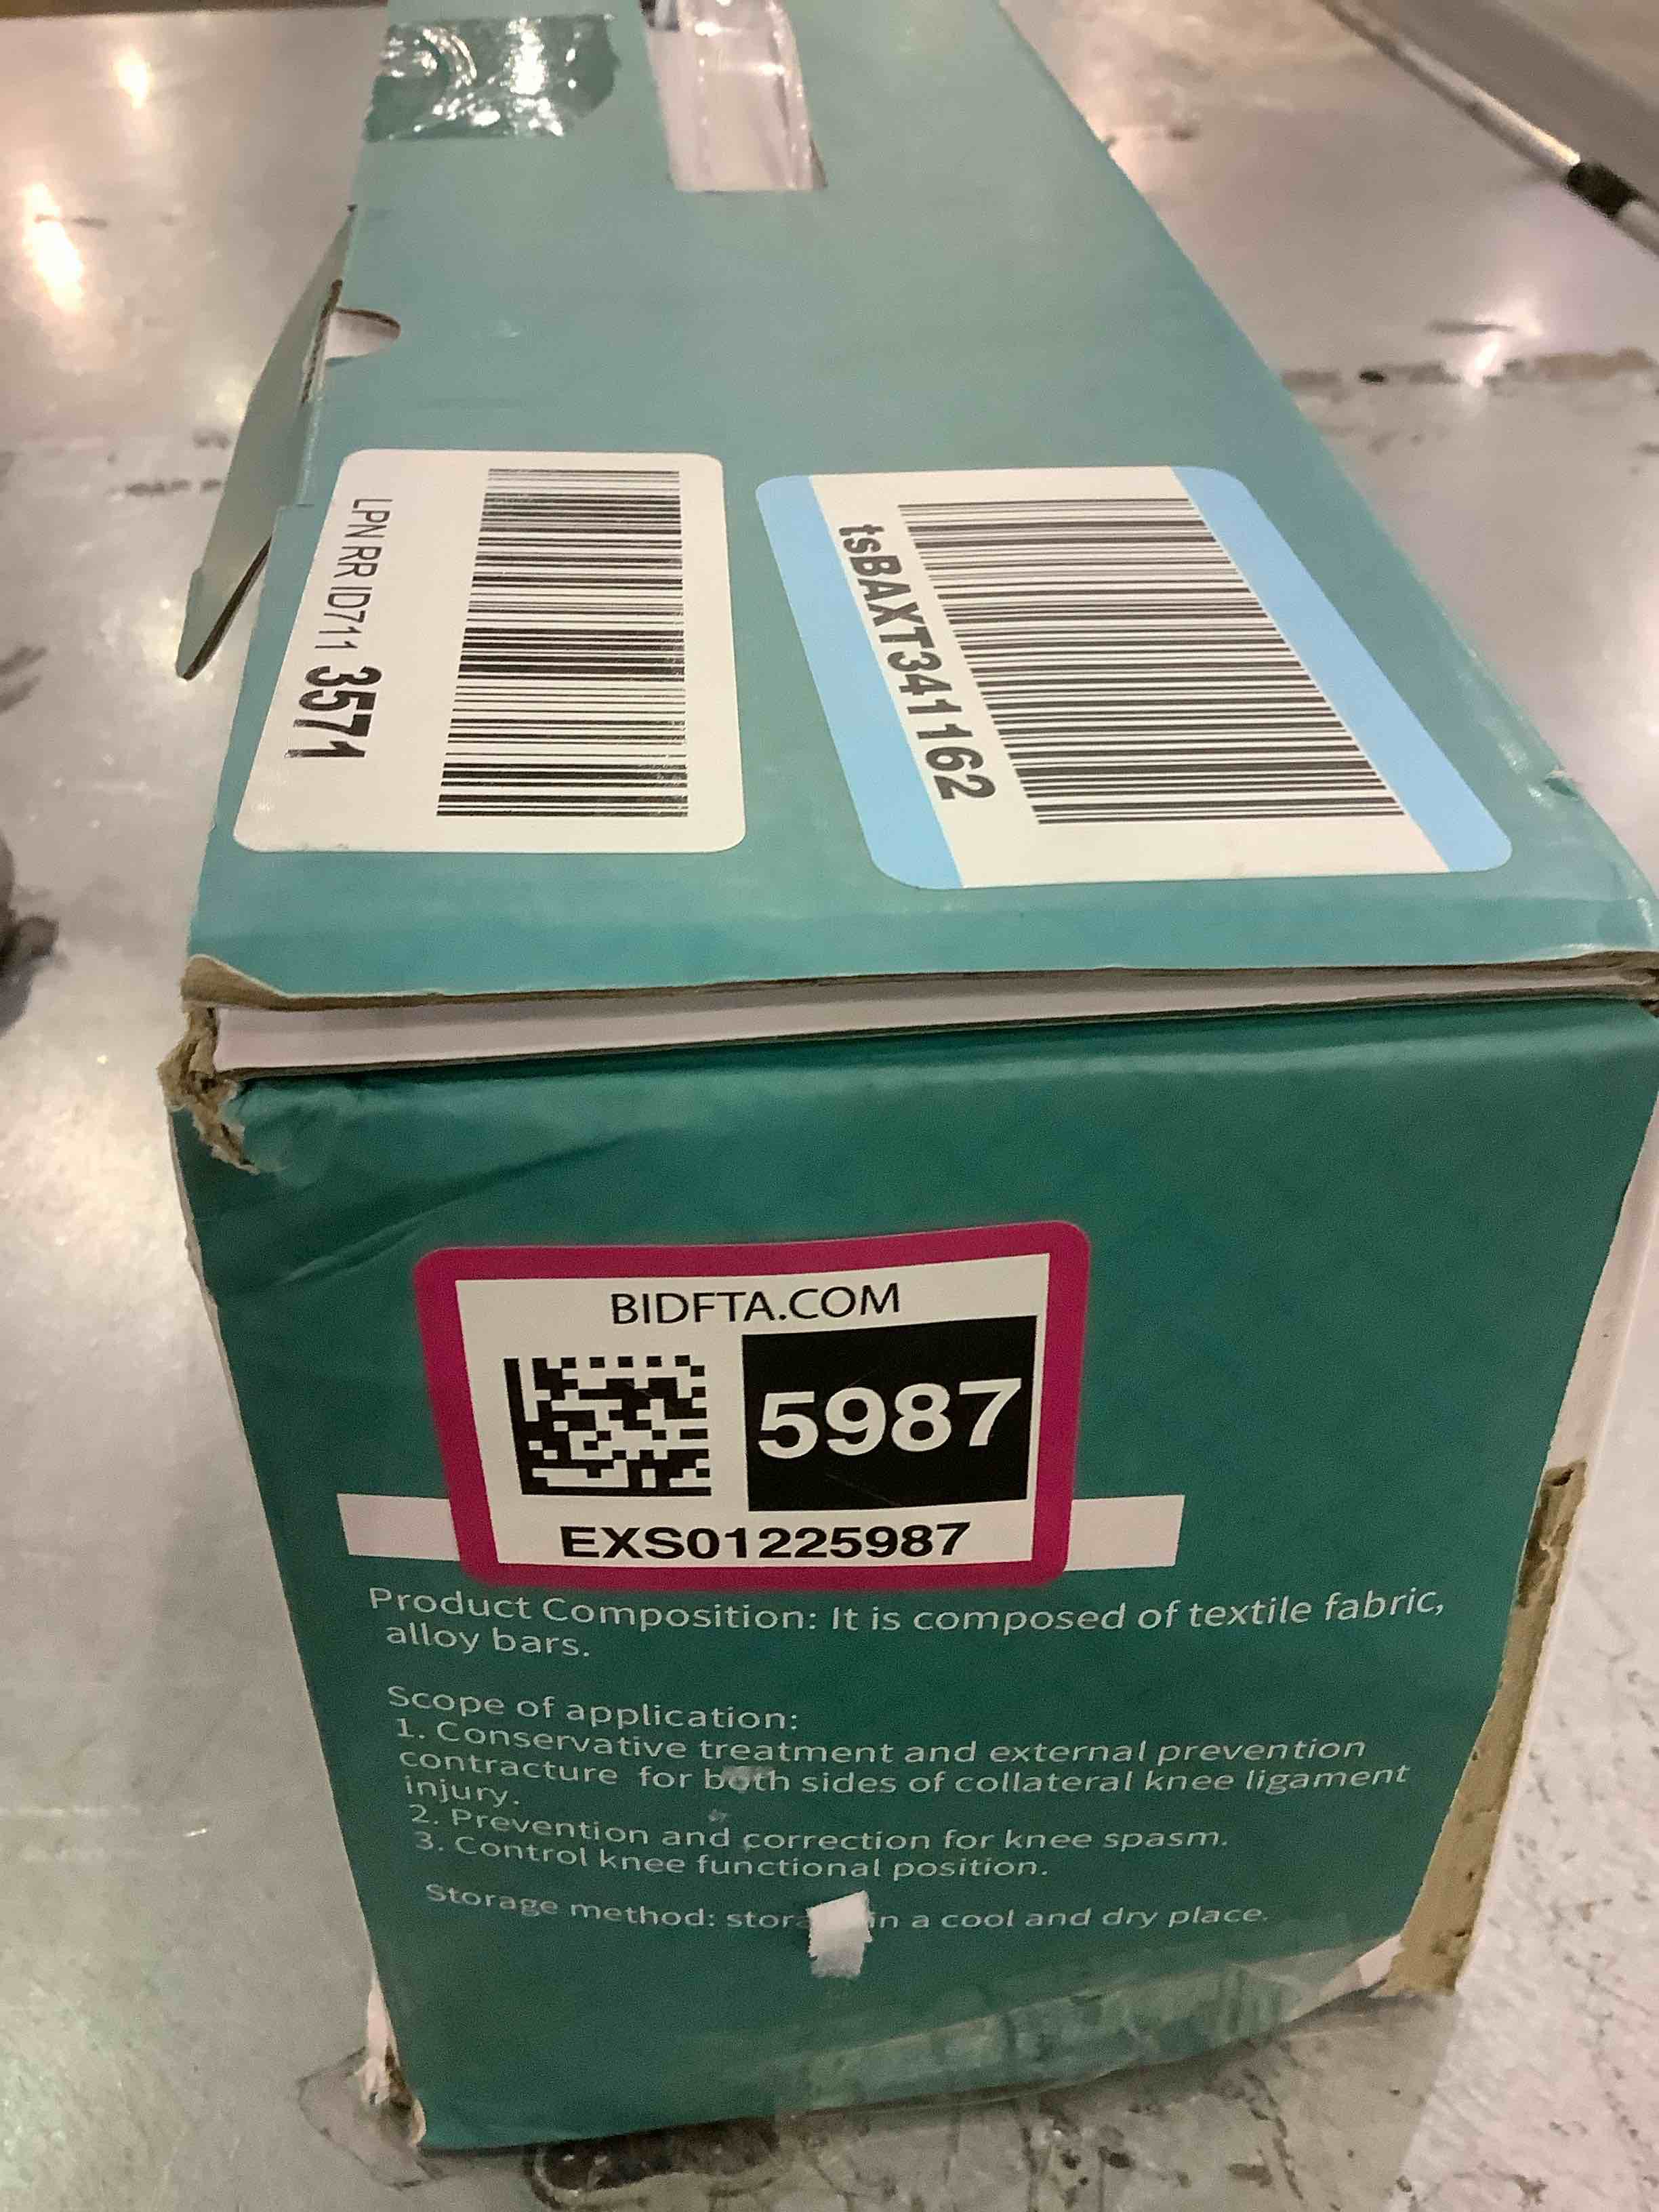 LPN RR ID711 3571
tsBAXT341162
BIDFTA.COM
5987
EXS01225987
Product Composition: It is composed of textile fabric,
alloy bars.
Scope of application:
1. Conservative treatment and external prevention
contracture for both sides of collateral knee ligament
injury.
2. Prevention and correction for knee spasm.
3. Control knee functional position.
Storage method: in a cool and dry place.